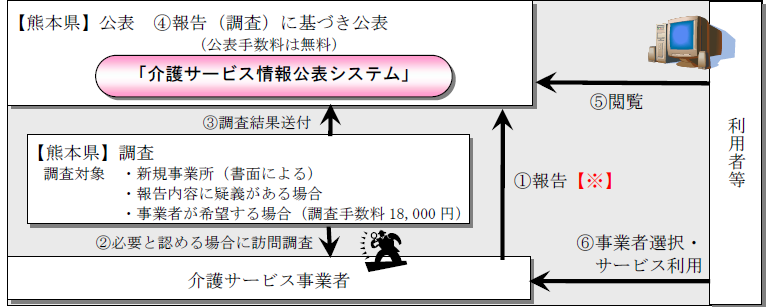 【熊本県】公表　④報告（調査）に基づき公表
（公表手数料は無料）
「介護サービス情報公表システム」
⑤閲覧
③調査結果送付
利用者等
【熊本県】調査
調査対象　・新規事業所（書面による）
・報告内容に疑義がある場合
・事業者が希望する場合（調査手数料 18,000 円）
①報告【※】
②必要と認める場合に訪問調査
⑥事業者選択・
サービス利用
介護サービス事業者